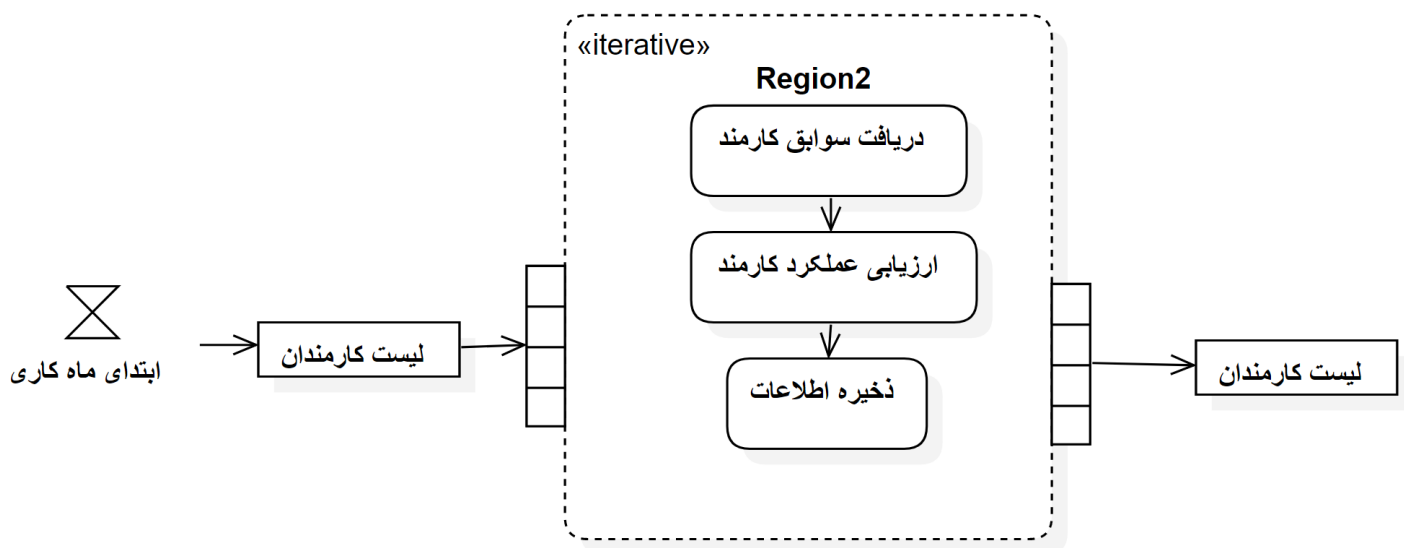 «iterative»
Region2
دریافت سوابق کارمند
ارزیابی عملکرد کارمند
ذخیره اطلاعات
ابتدای ماه کاری
لیست کارمندان
لیست کارمندان